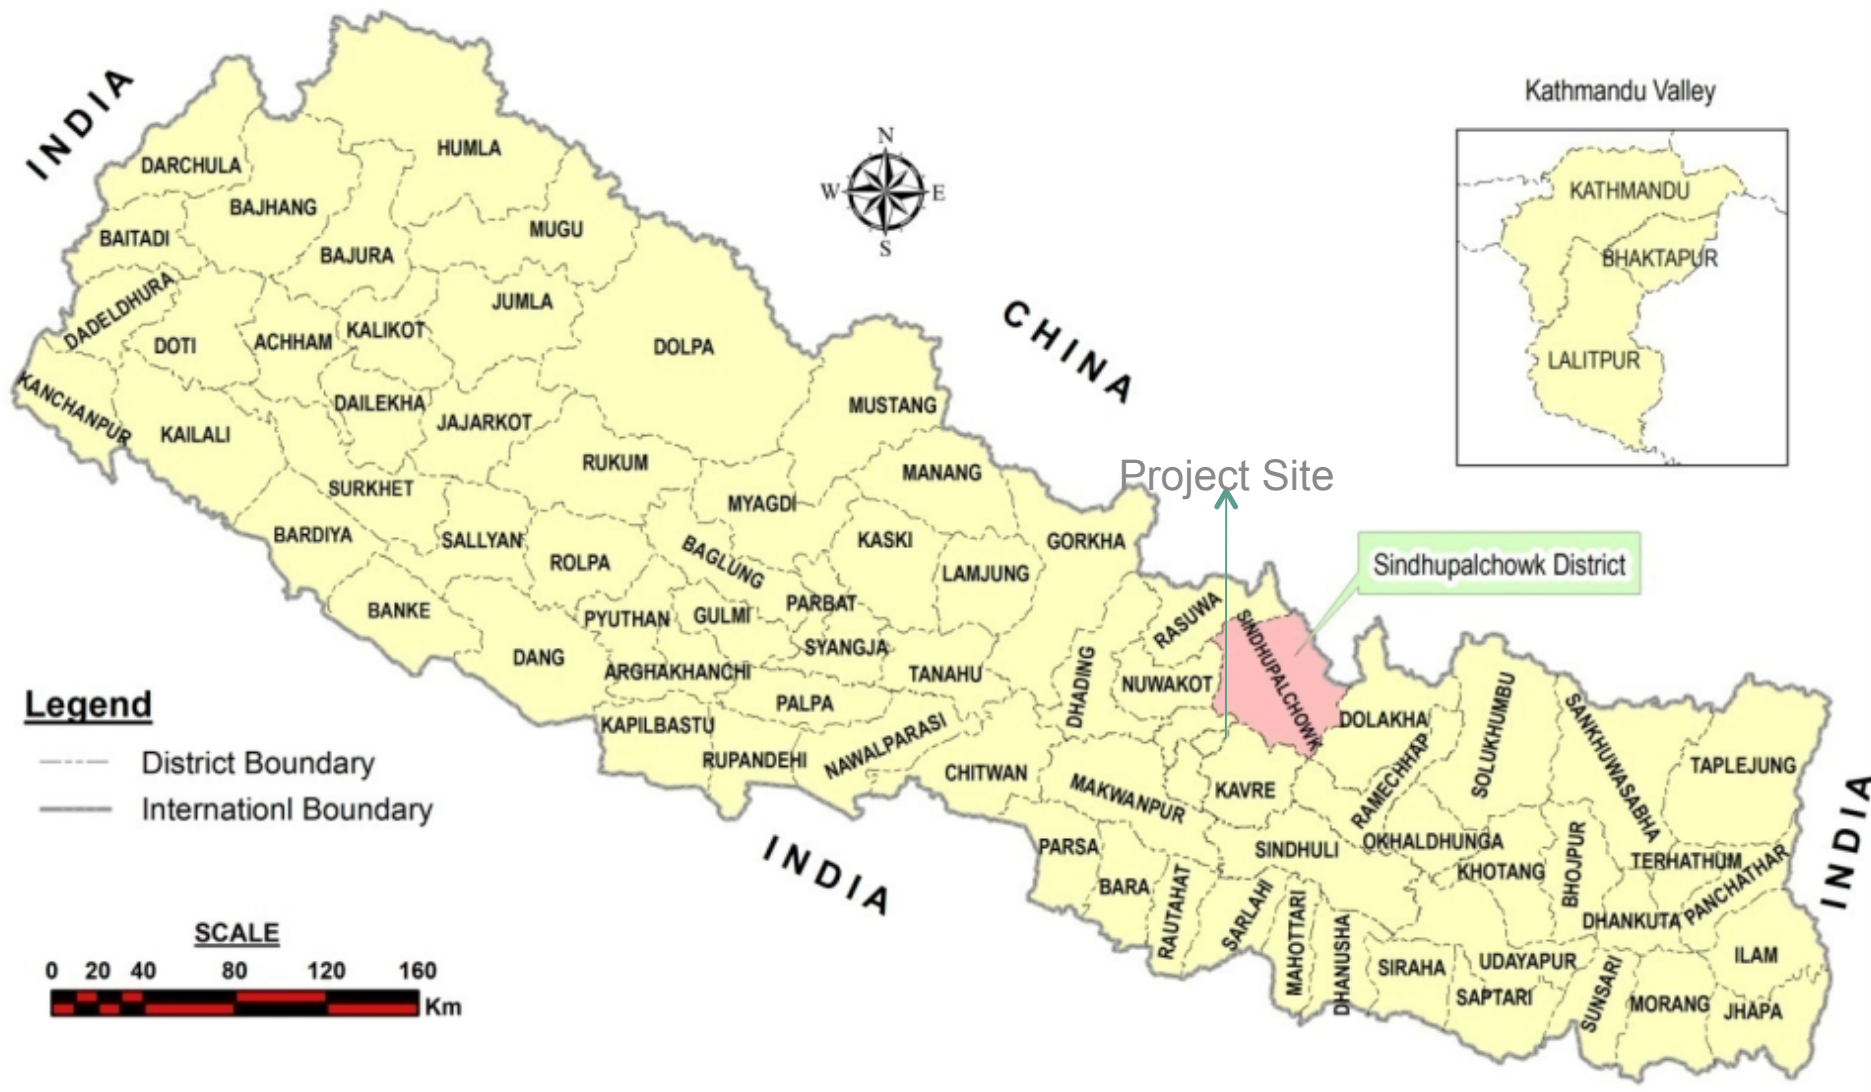 INDIA
Kathmandu Valley
KATHMANDU
BHAKTAPUR
LALITPUR
N
W
E
S
CHINA
HUMLA
DARCHULA
BAJHANG
BAITADI
BAJURA
MUGU
DADELDHURA
JUMLA
DOTI
ACHHAM
KALIKOT
DOLPA
KANCHANPUR
KAILALI
DAILEKHA
JAJARKOT
MUSTANG
RUKUM
MANANG
Project Site
SURKHET
MYAGDI
BARDIYA
SALLYAN
ROLPA
BAGLUNG
KASKI
GORKHA
LAMJUNG
Sindhupalchowk District
BANKE
PYUTHAN
GULMI
PARBAT
RASUWA
SINDHUPALCHOWK
DANG
ARGHAKHANCHI
SYANGJA
TANAHU
DHADING
NUWAKOT
Legend
District Boundary
Internationl Boundary
KAPILBASTU
PALPA
RUPANDEHI
NAWALPARASI
CHITWAN
MAKWANPUR
KAVRE
DOLAKHA
RAMECHHAP
SOLUKHUMBU
SANKHUWASABHA
TAPLEJUNG
INDIA
INDIA
PARSA
BARA
RAUTAHAT
SARLAHI
MAHOTTARI
DHANUSHA
SINDHULI
OKHALDHUNGA
KHOTANG
BHOJPUR
TERHATHUM
PANCHATHAR
DHANKUTA
SIRAHA
UDAYAPUR
SAPTARI
SUNSARI
MORANG
ILAM
JHAPA
SCALE
0 20 40 80 120 160
Km